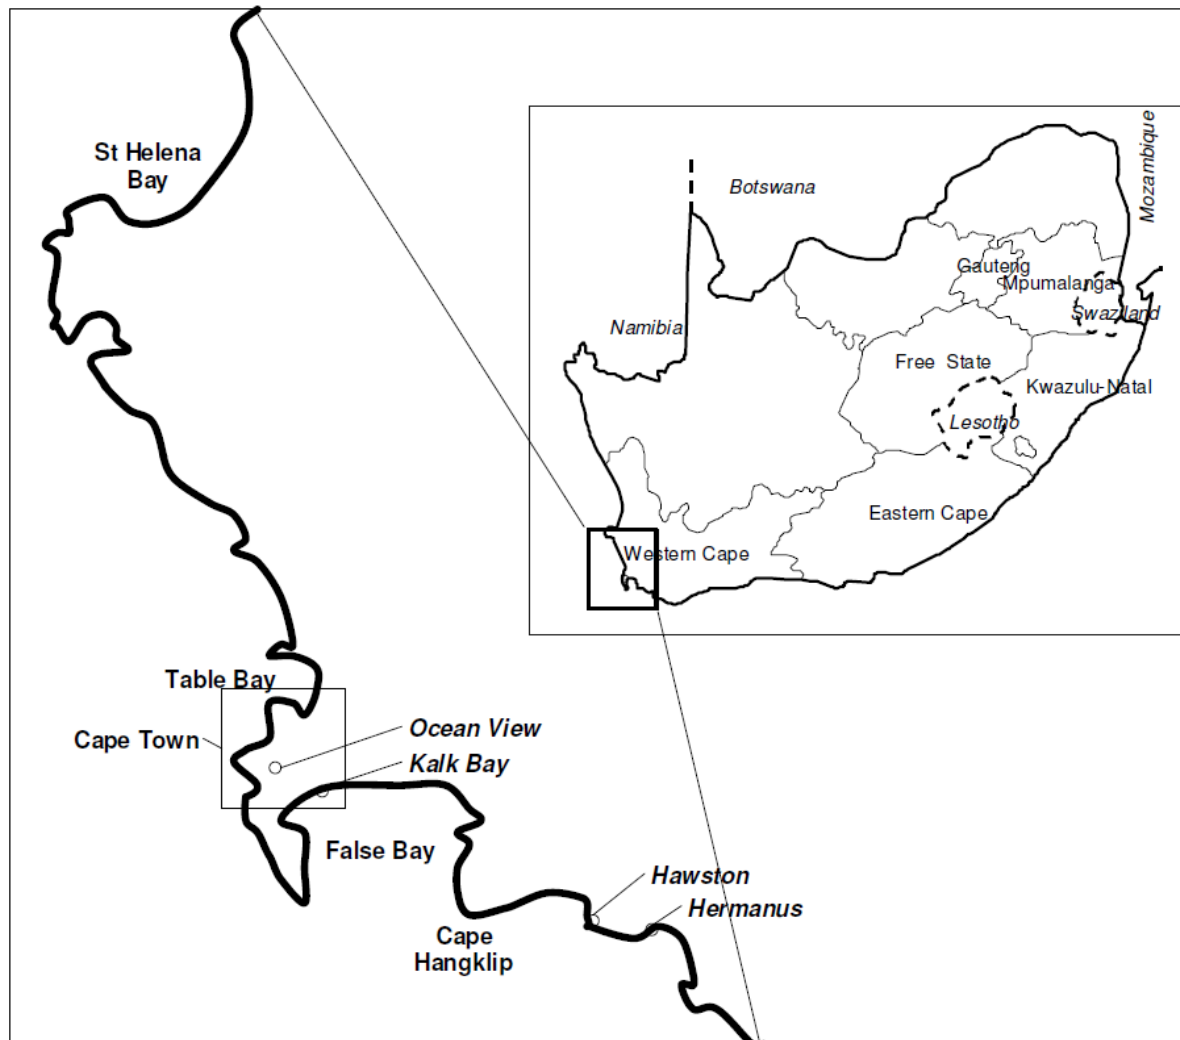 St Helena
Bay
Table Bay
Cape Town
Ocean View
Kalk Bay
False Bay
Hawston
Hermanus
Cape
Hangklip
Botswana
Mozambique
Namibia
Gauteng
Mpumalanga
Swaziland
Free State
Kwazulu-Natal
Lesotho
Eastern Cape
Western Cape